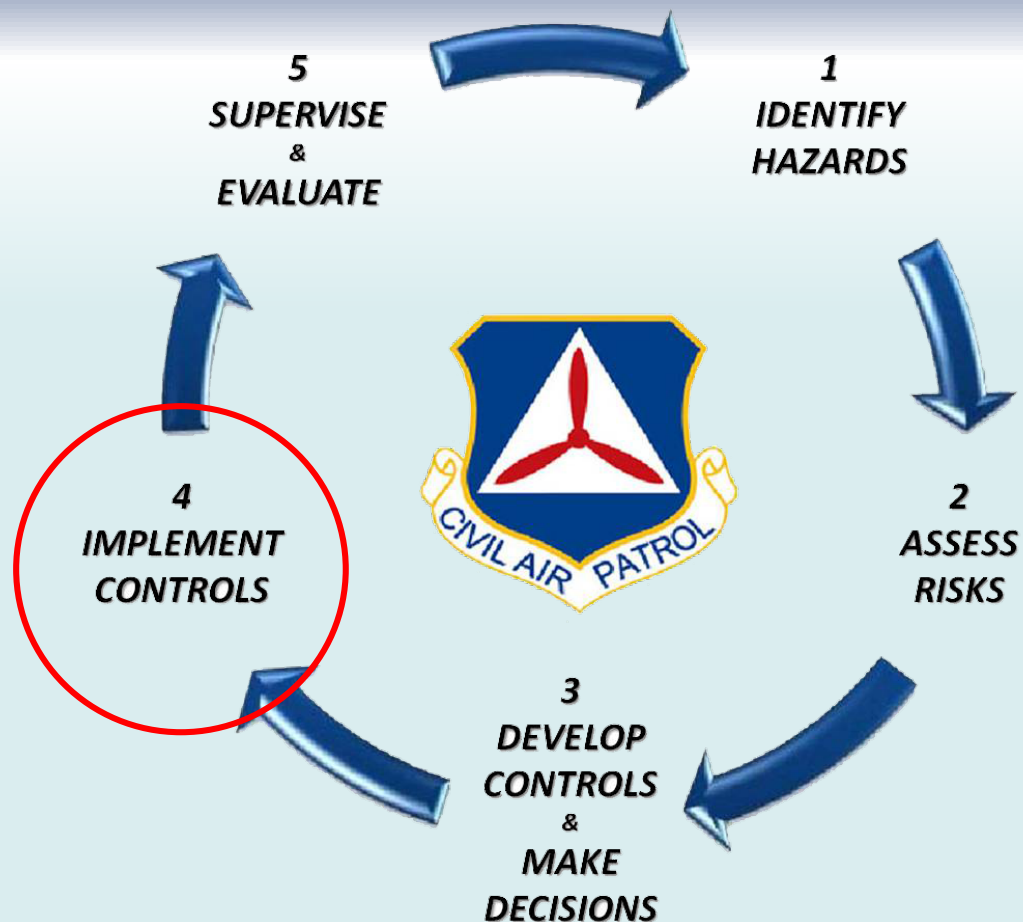 1
IDENTIFY
HAZARDS
2
ASSESS
RISKS
3
DEVELOP
CONTROLS
&
MAKE
DECISIONS
4
IMPLEMENT
CONTROLS
5
SUPERVISE
&
EVALUATE
CIVIL AIR PATROL